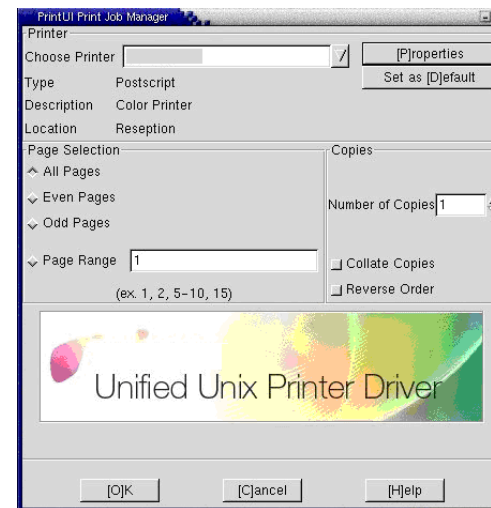 PrintUI Print Job Manager
Printer
Choose Printer
[P]roperties
Set as [D]efault
Type Postscript
Description Color Printer
Location Reseption
Page Selection
All Pages
Even Pages
Odd Pages
Page Range 1
(ex. 1, 2, 5-10, 15)
Copies
Number of Copies 1
Collate Copies
Reverse Order
Unified Unix Printer Driver
[O]K
[C]ancel
[H]elp